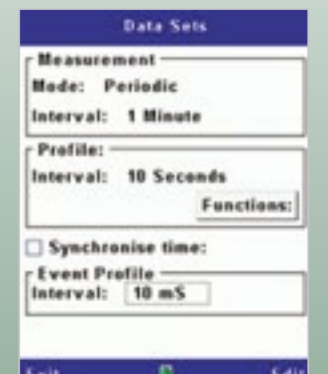 Data Sets
Measurement
Mode: Periodic
Interval: 1 Minute
Profile:
Interval: 10 Seconds
Functions:
Synchronise time:
Event Profile
Interval: 10 mS
Exit Edit